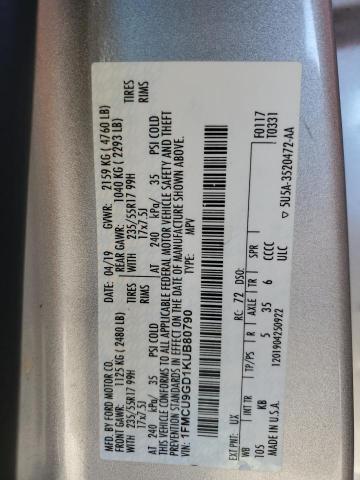 MFD. BY FORD MOTOR CO.
DATE: 04/19 GVWR: 2159 KG ( 4760 LB)
FRONT GAWR: 1125 KG ( 2480 LB) REAR GAWR: 1040 KG ( 2293 LB)
WITH 235/55R17 99H TIRES WITH 235/55R17 99H TIRES
17x7.5J RIMS 17x7.5J RIMS
AT 240 kPa/ 35 PSI COLD AT 240 kPa/ 35 PSI COLD
THIS VEHICLE CONFORMS TO ALL APPLICABLE FEDERAL MOTOR VEHICLE SAFETY AND THEFT
PREVENTION STANDARDS IN EFFECT ON THE DATE OF MANUFACTURE SHOWN ABOVE.
VIN: 1FMCU9GD1KUB80790 TYPE: MPV
F0117
T0331
EXT PNT: UX RC: 72 DSO:
WB INT TR TP/PS R AXLE TR SPR
105 KB 5 35 6 CCCC
MADE IN U.S.A. 1201904250922 ULC
▽ 5U5A-3520472-AA